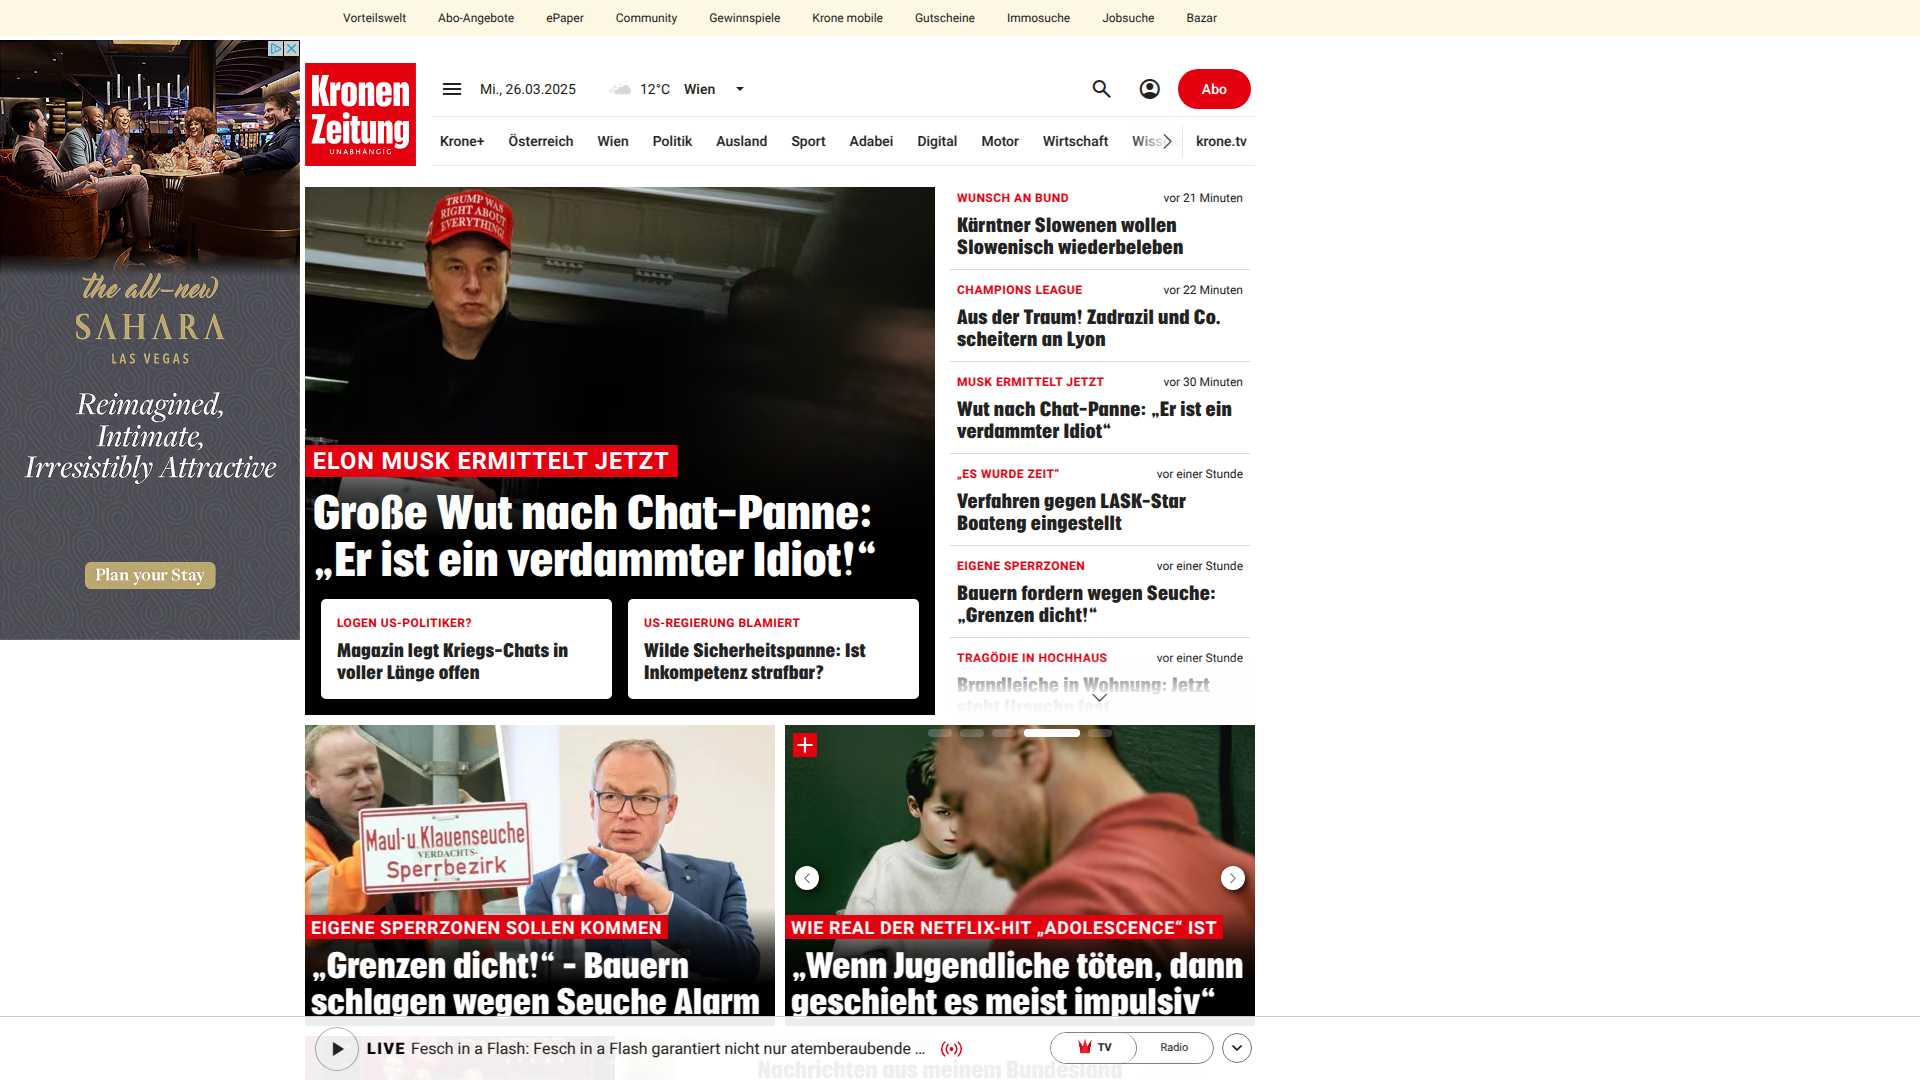 Vorteilswelt Abo-Angebote ePaper Community Gewinnspiele Krone mobile Gutscheine Immosuche Jobsuche Bazar
the all-new
SAHARA
LAS VEGAS
Reimagined,
Intimate,
Irresistibly Attractive
Plan your Stay
Kronen
Zeitung
UNABHÄNGIG
Mi., 26.03.2025 12°C Wien Abo
Krone+ Österreich Wien Politik Ausland Sport Adabei Digital Motor Wirtschaft Wiss krone.tv
TRUMP WAS
RIGHT ABOUT
EVERYTHING!
ELON MUSK ERMITTELT JETZT
Große Wut nach Chat-Panne:
„Er ist ein verdammter Idiot!“
LOGEN US-POLITIKER?
Magazin legt Kriegs-Chats in
voller Länge offen
US-REGIERUNG BLAMIERT
Wilde Sicherheitspanne: Ist
Inkompetenz strafbar?
WUNSCH AN BUND vor 21 Minuten
Kärntner Slowenen wollen
Slowenisch wiederbeleben
CHAMPIONS LEAGUE vor 22 Minuten
Aus der Traum! Zadrazil und Co.
scheitern an Lyon
MUSK ERMITTELT JETZT vor 30 Minuten
Wut nach Chat-Panne: „Er ist ein
verdammter Idiot“
„ES WURDE ZEIT“ vor einer Stunde
Verfahren gegen LASK-Star
Boateng eingestellt
EIGENE SPERRZONEN vor einer Stunde
Bauern fordern wegen Seuche:
„Grenzen dicht!“
TRAGÖDIE IN HOCHHAUS vor einer Stunde
Brandleiche in Wohnung: Jetzt
steht Ursache fest
Maul-u. Klauenseuche
VERDACHTS-
Sperrbezirk
EIGENE SPERRZONEN SOLLEN KOMMEN
„Grenzen dicht!“ – Bauern
schlagen wegen Seuche Alarm
WIE REAL DER NETFLIX-HIT „ADOLESCENCE“ IST
„Wenn Jugendliche töten, dann
geschieht es meist impulsiv“
LIVE Fesch in a Flash: Fesch in a Flash garantiert nicht nur atemberaubende ... TV Radio
Nachrichten aus meinem Bundesland